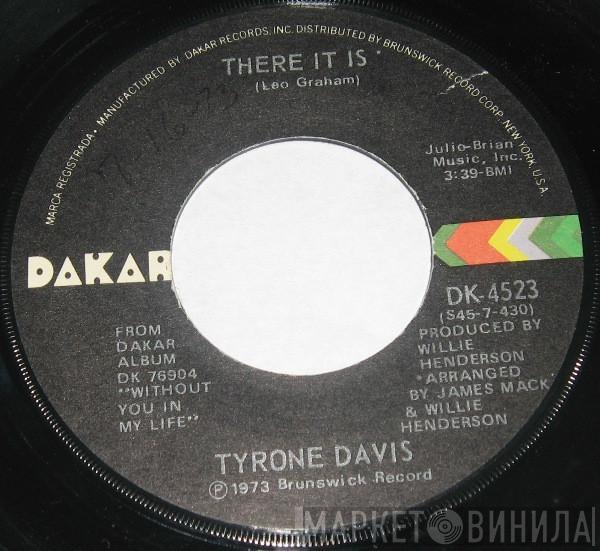 MARCA REGISTRADA • MANUFACTURED BY DAKAR RECORDS, INC. DISTRIBUTED BY BRUNSWICK RECORD CORP. NEW YORK, U.S.A.
THERE IT IS
(Leo Graham)
Julio-Brian
Music, Inc.
3:39-BMI
DAKAR
DK-4523
(S45-7-430)
PRODUCED BY
WILLIE
HENDERSON
*ARRANGED
BY JAMES MACK
& WILLIE
HENDERSON
FROM
DAKAR
ALBUM
DK 76904
"WITHOUT
YOU IN
MY LIFE"
TYRONE DAVIS
Ⓟ1973 Brunswick Record
МАРКЕТ ВИНИЛА!